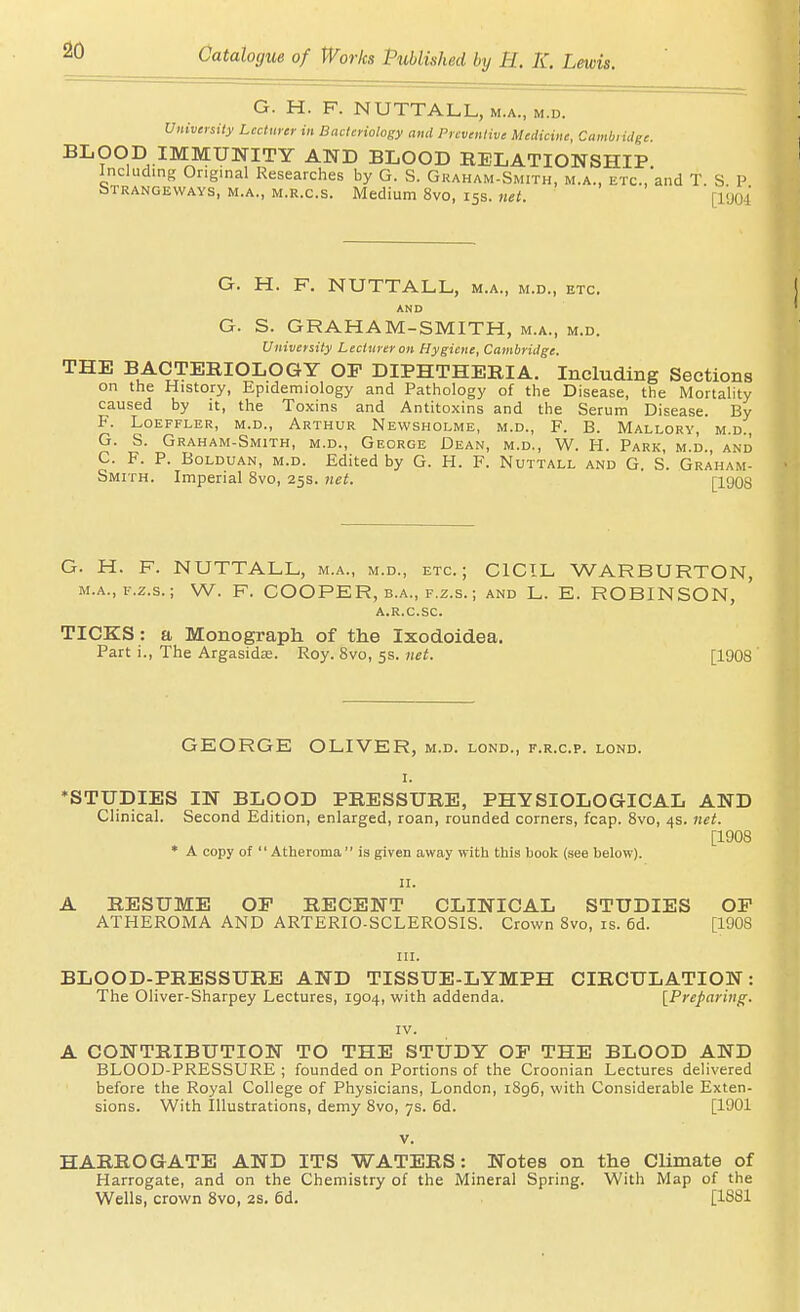 20
Catalogue of Works Published by H. K. Lewis.
G. H. F. NUTTALL, M.A., M.D.
University Lecturer in Bacteriology and Preventive Medicine, Cambridge.
BLOOD IMMUNITY AND BLOOD RELATIONSHIP.
Including Original Researches by G. S. GRAHAM-SMITH, M.A., ETC., and T. S. P.
STRANGEWAYS, M.A., M.R.C.S. Medium 8vo, 15s. net. [1904
G. H. F. NUTTALL, M.A., M.D., ETC.
AND
G. S. GRAHAM-SMITH, M.A., M.D.
University Lecturer on Hygiene, Cambridge.
THE BACTERIOLOGY OF DIPHTHERIA. Including Sections
on the History, Epidemiology and Pathology of the Disease, the Mortality
caused by it, the Toxins and Antitoxins and the Serum Disease. By
F. LOEFFLER, M.D., ARTHUR NEWSHOLME, M.D., F. B. MALLORY, M.D.,
G. S. GRAHAM-SMITH, M.D., GEORGE DEAN, M.D., W. H. PARK, M.D., AND
C. F. P. BOLDUAN, M.D. Edited by G. H. F. NUTTALL AND G. S. GRAHAM-
SMITH. Imperial 8vo, 25s. net. [1908
G. H. F. NUTTALL, M.A., M.D., ETC.; CICIL WARBURTON,
M.A., F.Z.S.; W. F. COOPER, B.A., F.Z.S.; AND L. E. ROBINSON,
A.R.C.SC.
TICKS: a Monograph of the Ixodoidea.
Part i., The Argasidæ. Roy. 8vo, 5s. net. [1908
GEORGE OLIVER, M.D. LOND., F.R.C.P. LOND.
I.
*STUDIES IN BLOOD PRESSURE, PHYSIOLOGICAL AND
Clinical. Second Edition, enlarged, roan, rounded corners, fcap. 8vo, 4s. net.
[1908
* A copy of "Atheroma" is given away with this book (see below).
II.
A RESUME OF RECENT CLINICAL STUDIES OF
ATHEROMA AND ARTERIO-SCLEROSIS. Crown 8vo, 1s. 6d. [1908
III.
BLOOD-PRESSURE AND TISSUE-LYMPH CIRCULATION:
The Oliver-Sharpey Lectures, 1904, with addenda. [Preparing.
IV.
A CONTRIBUTION TO THE STUDY OF THE BLOOD AND
BLOOD-PRESSURE; founded on Portions of the Croonian Lectures delivered
before the Royal College of Physicians, London, 1896, with Considerable Exten-
sions. With Illustrations, demy 8vo, 7s. 6d. [1901
V.
HARROGATE AND ITS WATERS: Notes on the Climate of
Harrogate, and on the Chemistry of the Mineral Spring. With Map of the
Wells, crown 8vo, 2s. 6d. [1881